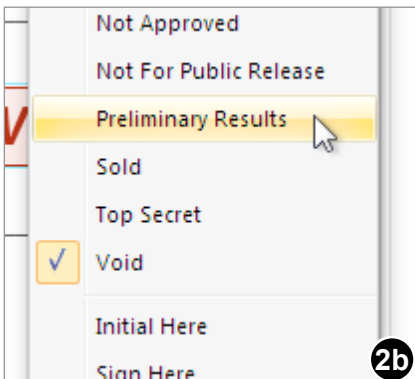 Not Approved
Not For Public Release
Preliminary Results
Sold
Top Secret
Void
Initial Here
Sign Here
2b